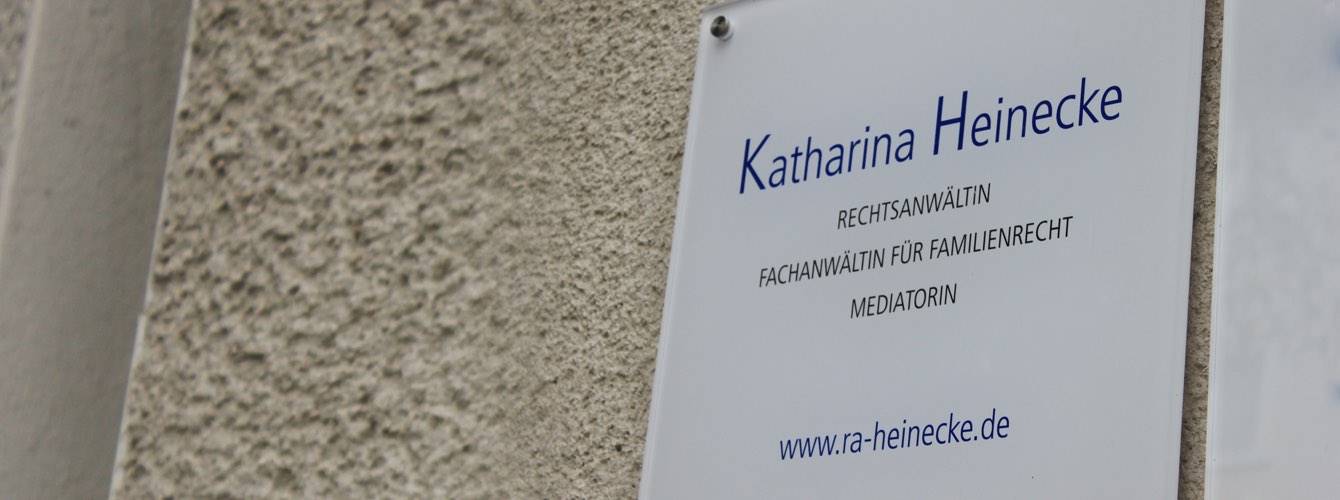 Katharina Heinecke
RECHTSANWÄLTIN
FACHANWÄLTIN FÜR FAMILIENRECHT
MEDIATORIN
www.ra-heinecke.de